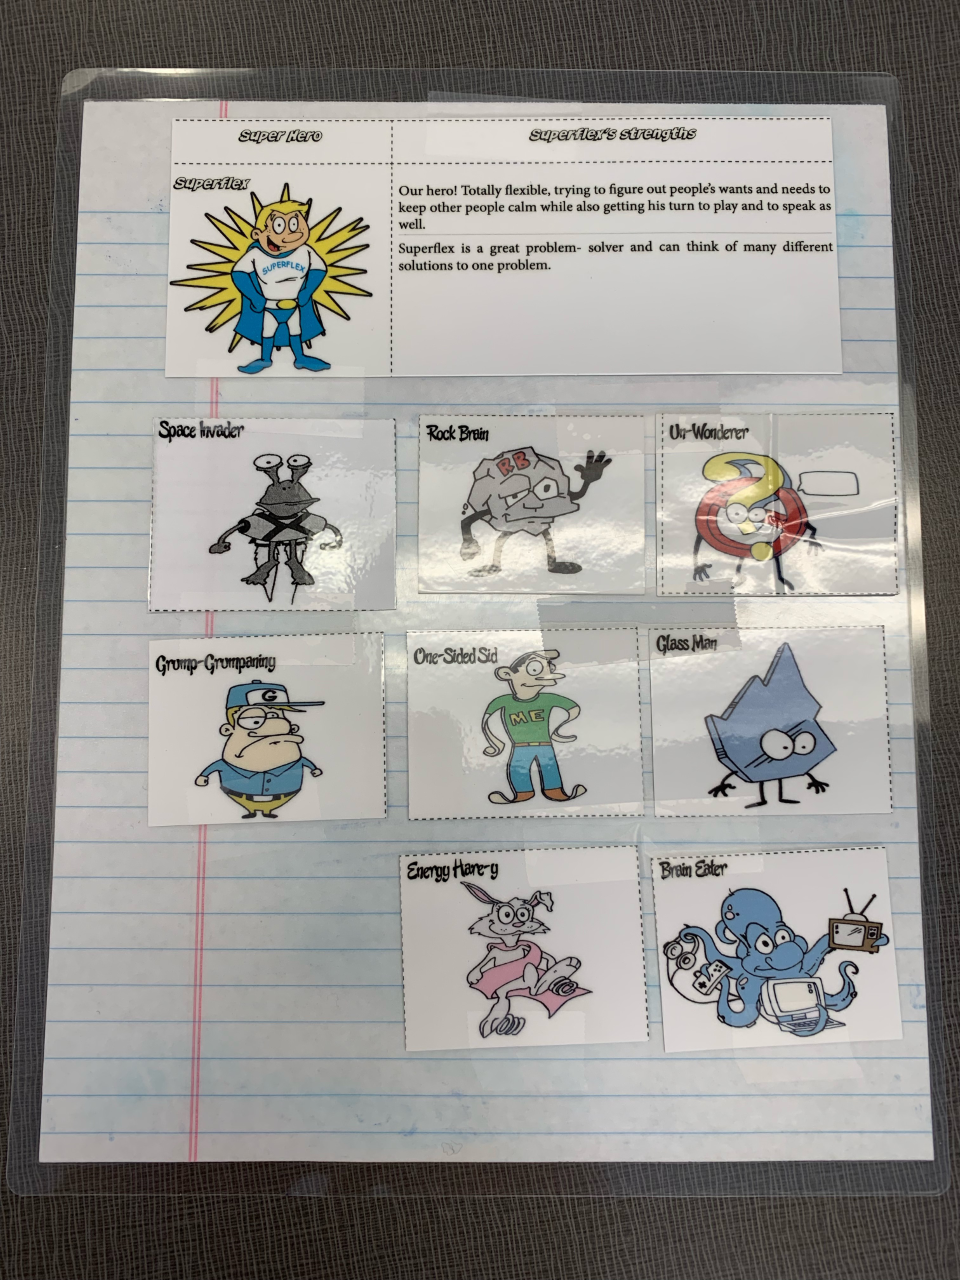 Super Hero
Superflex's strengths
Superflex
SUPERFLEX
Our hero! Totally flexible, trying to figure out people's wants and needs to
keep other people calm while also getting his turn to play and to speak as
well.
Superflex is a great problem- solver and can think of many different
solutions to one problem.
Space Invader
Rock Brain
RB
Un-Wonderer
Grump-Grumpaniny
G
One-Sided Sid
ME
Glass Man
Energy Hare-y
Brain Eater